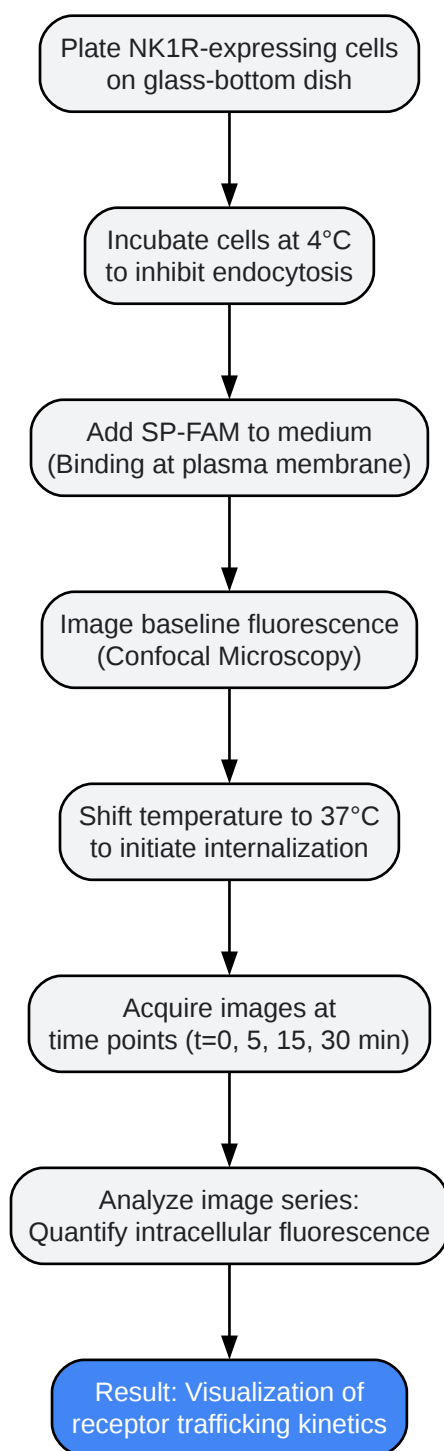 Plate NK1R-expressing cells
on glass-bottom dish
Incubate cells at 4°C
to inhibit endocytosis
Add SP-FAM to medium
(Binding at plasma membrane)
Image baseline fluorescence
(Confocal Microscopy)
Shift temperature to 37°C
to initiate internalization
Acquire images at
time points (t=0, 5, 15, 30 min)
Analyze image series:
Quantify intracellular fluorescence
Result: Visualization of
receptor trafficking kinetics